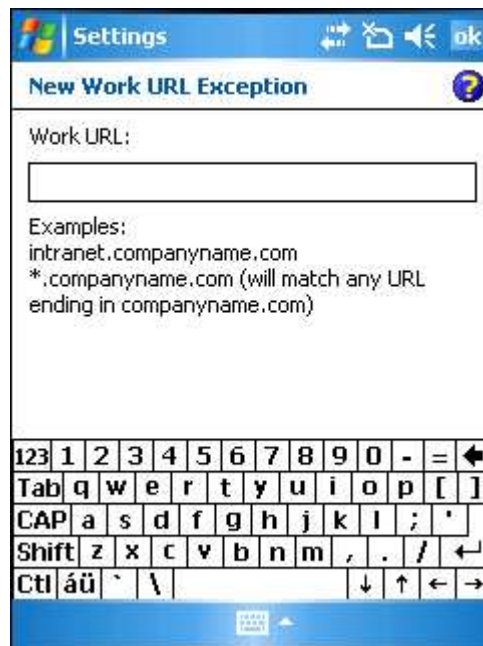 Settings ok
New Work URL Exception ?
Work URL:
Examples:
intranet.companyname.com
*.companyname.com (will match any URL
ending in companyname.com)
123 1 2 3 4 5 6 7 8 9 0 - = 🡄
Tab q w e r t y u i o p [ ]
CAP a s d f g h j k l ; '
Shift z x c v b n m , . / ↵
Ctl áü ` \ ↓ ↑ ← →